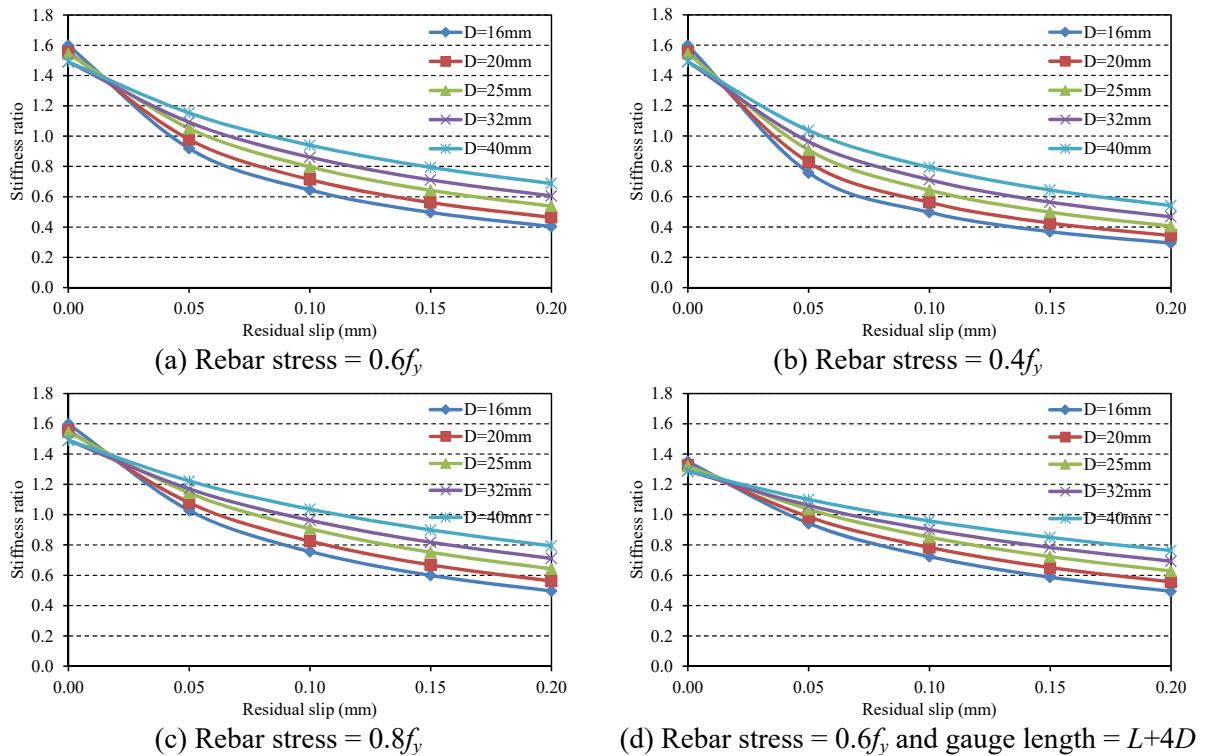 1.8
1.6
1.4
1.2
1.0
0.8
0.6
0.4
0.2
0.0
Stiffness ratio
0.00 0.05 0.10 0.15 0.20
Residual slip (mm)
D=16mm
D=20mm
D=25mm
D=32mm
D=40mm
(a) Rebar stress = 0.6fy
1.8
1.6
1.4
1.2
1.0
0.8
0.6
0.4
0.2
0.0
Stiffness ratio
0.00 0.05 0.10 0.15 0.20
Residual slip (mm)
D=16mm
D=20mm
D=25mm
D=32mm
D=40mm
(b) Rebar stress = 0.4fy
1.8
1.6
1.4
1.2
1.0
0.8
0.6
0.4
0.2
0.0
Stiffness ratio
0.00 0.05 0.10 0.15 0.20
Residual slip (mm)
D=16mm
D=20mm
D=25mm
D=32mm
D=40mm
(c) Rebar stress = 0.8fy
1.8
1.6
1.4
1.2
1.0
0.8
0.6
0.4
0.2
0.0
Stiffness ratio
0.00 0.05 0.10 0.15 0.20
Residual slip (mm)
D=16mm
D=20mm
D=25mm
D=32mm
D=40mm
(d) Rebar stress = 0.6fy and gauge length = L+4D